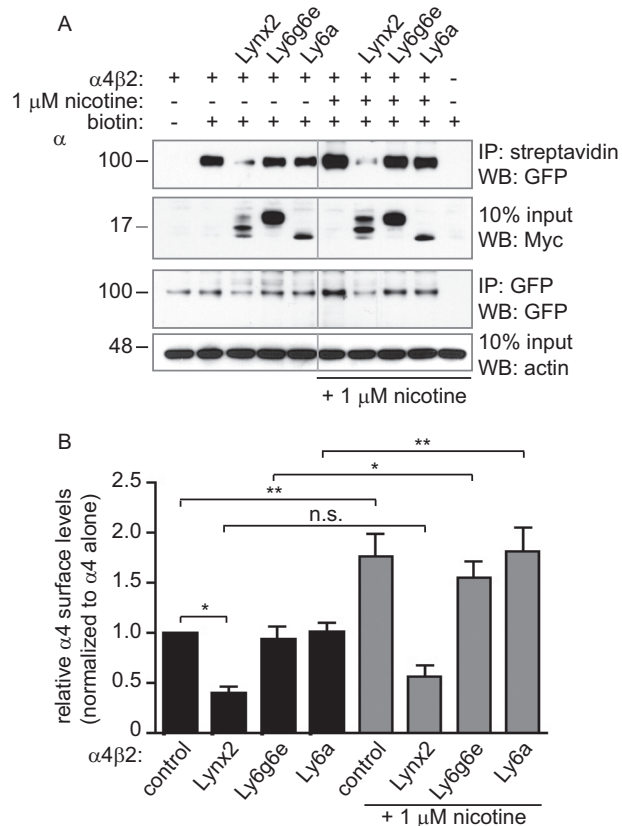 A
Lynx2 Ly6g6e Ly6a Lynx2 Ly6g6e Ly6a
α4β2: + + + + + + + + + -
1 μM nicotine: - - - - - + + + + -
biotin: - + + + + + + + + +
α
100 IP: streptavidin
WB: GFP
17 10% input
WB: Myc
100 IP: GFP
WB: GFP
48 10% input
WB: actin
+ 1 μM nicotine
B
relative α4 surface levels
(normalized to α4 alone)
2.5
2.0
1.5
1.0
0.5
0
**
*
**
n.s.
*
α4β2:
control Lynx2 Ly6g6e Ly6a control Lynx2 Ly6g6e Ly6a
+ 1 μM nicotine